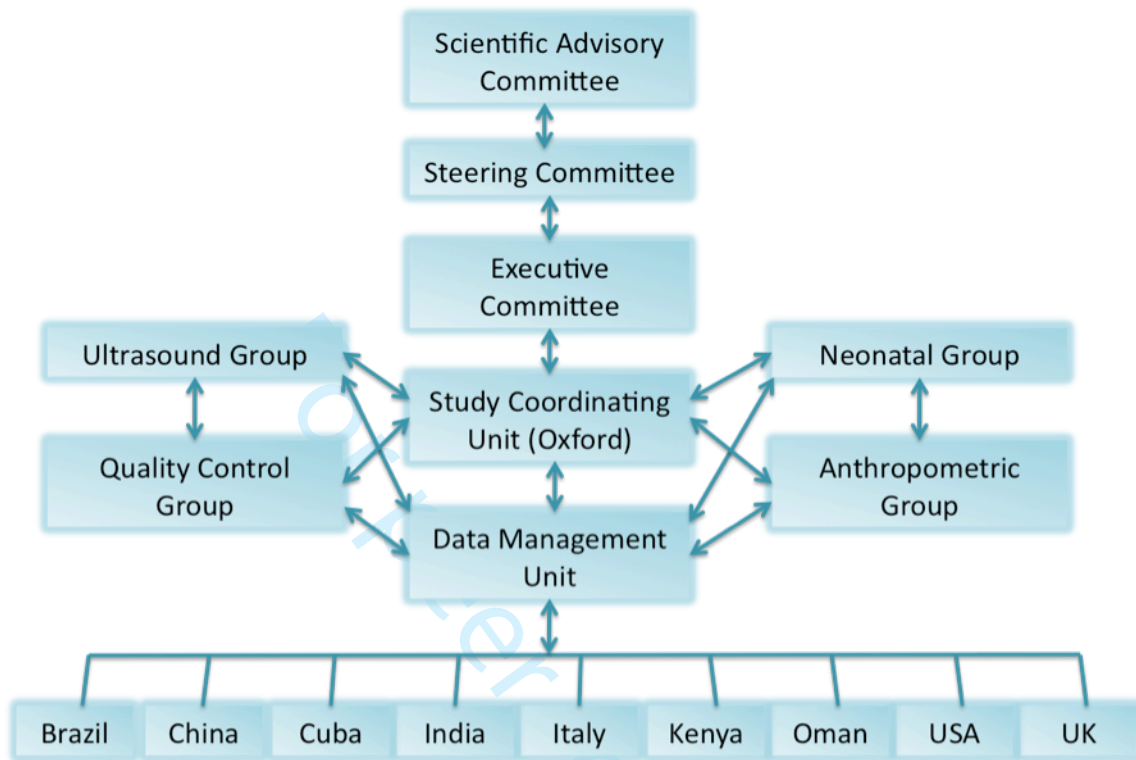 Scientific Advisory
Committee
Steering Committee
Executive
Committee
Ultrasound Group
Neonatal Group
Study Coordinating
Unit (Oxford)
Quality Control
Group
Anthropometric
Group
Data Management
Unit
Brazil
China
Cuba
India
Italy
Kenya
Oman
USA
UK